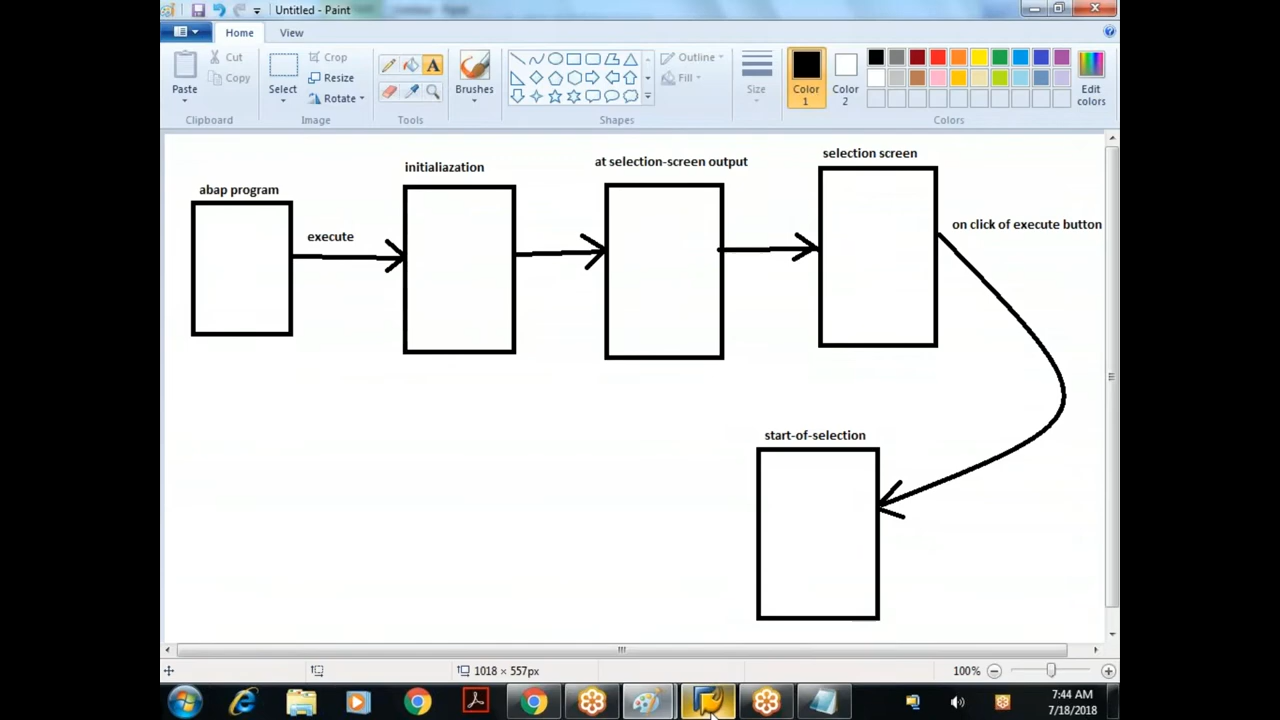 Untitled - Paint
Home View
Paste
Cut
Copy
Clipboard
Select
Crop
Resize
Rotate
Image
A
Tools
Brushes
Shapes
Outline
Fill
Size
Color 1
Color 2
Edit colors
Colors
abap program
execute
initialiazation
at selection-screen output
selection screen
on click of execute button
start-of-selection
1018 × 557px
100%
7:44 AM
7/18/2018